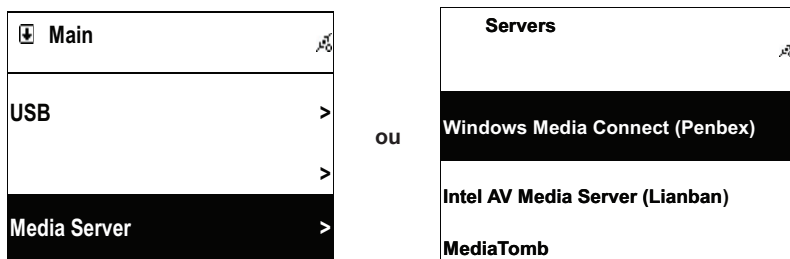 Main
USB >
>
Media Server >
ou
Servers
Windows Media Connect (Penbex)
Intel AV Media Server (Lianban)
MediaTomb